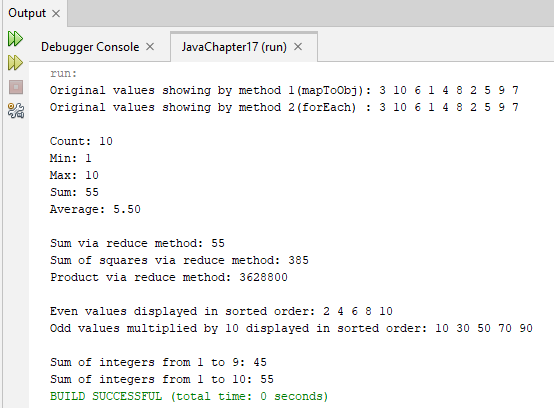 Output ×
Debugger Console × JavaChapter17 (run) ×
run:
Original values showing by method 1(mapToObj): 3 10 6 1 4 8 2 5 9 7
Original values showing by method 2(forEach) : 3 10 6 1 4 8 2 5 9 7
Count: 10
Min: 1
Max: 10
Sum: 55
Average: 5.50
Sum via reduce method: 55
Sum of squares via reduce method: 385
Product via reduce method: 3628800
Even values displayed in sorted order: 2 4 6 8 10
Odd values multiplied by 10 displayed in sorted order: 10 30 50 70 90
Sum of integers from 1 to 9: 45
Sum of integers from 1 to 10: 55
BUILD SUCCESSFUL (total time: 0 seconds)